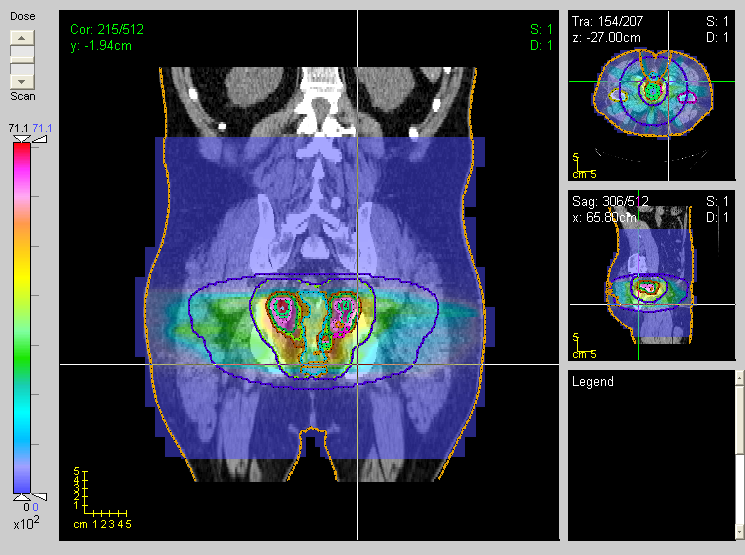 Dose
Scan
71.1 71.1
0 0
x10²
Cor: 215/512
y: -1.94cm
S: 1
D: 1
5
4
3
2
1
cm 1 2 3 4 5
Tra: 154/207
z: -27.00cm
S: 1
D: 1
5
cm 5
Sag: 306/512
x: 65.80cm
S: 1
D: 1
5
cm 5
Legend